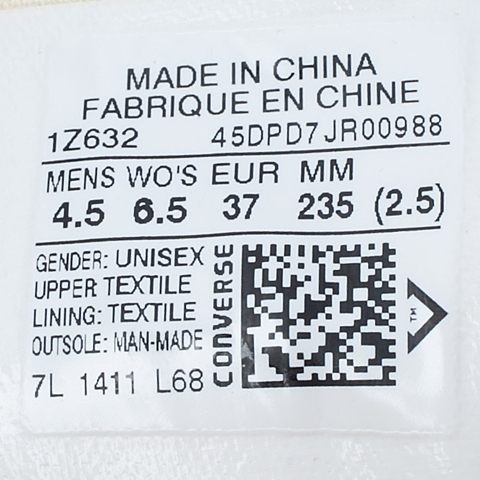 MADE IN CHINA
FABRIQUE EN CHINE
1Z632 45DPD7JR00988
MENS WO'S EUR MM
4.5 6.5 37 235 (2.5)
GENDER: UNISEX
UPPER TEXTILE
LINING: TEXTILE
OUTSOLE: MAN-MADE
7L 1411 L68
CONVERSE
TM